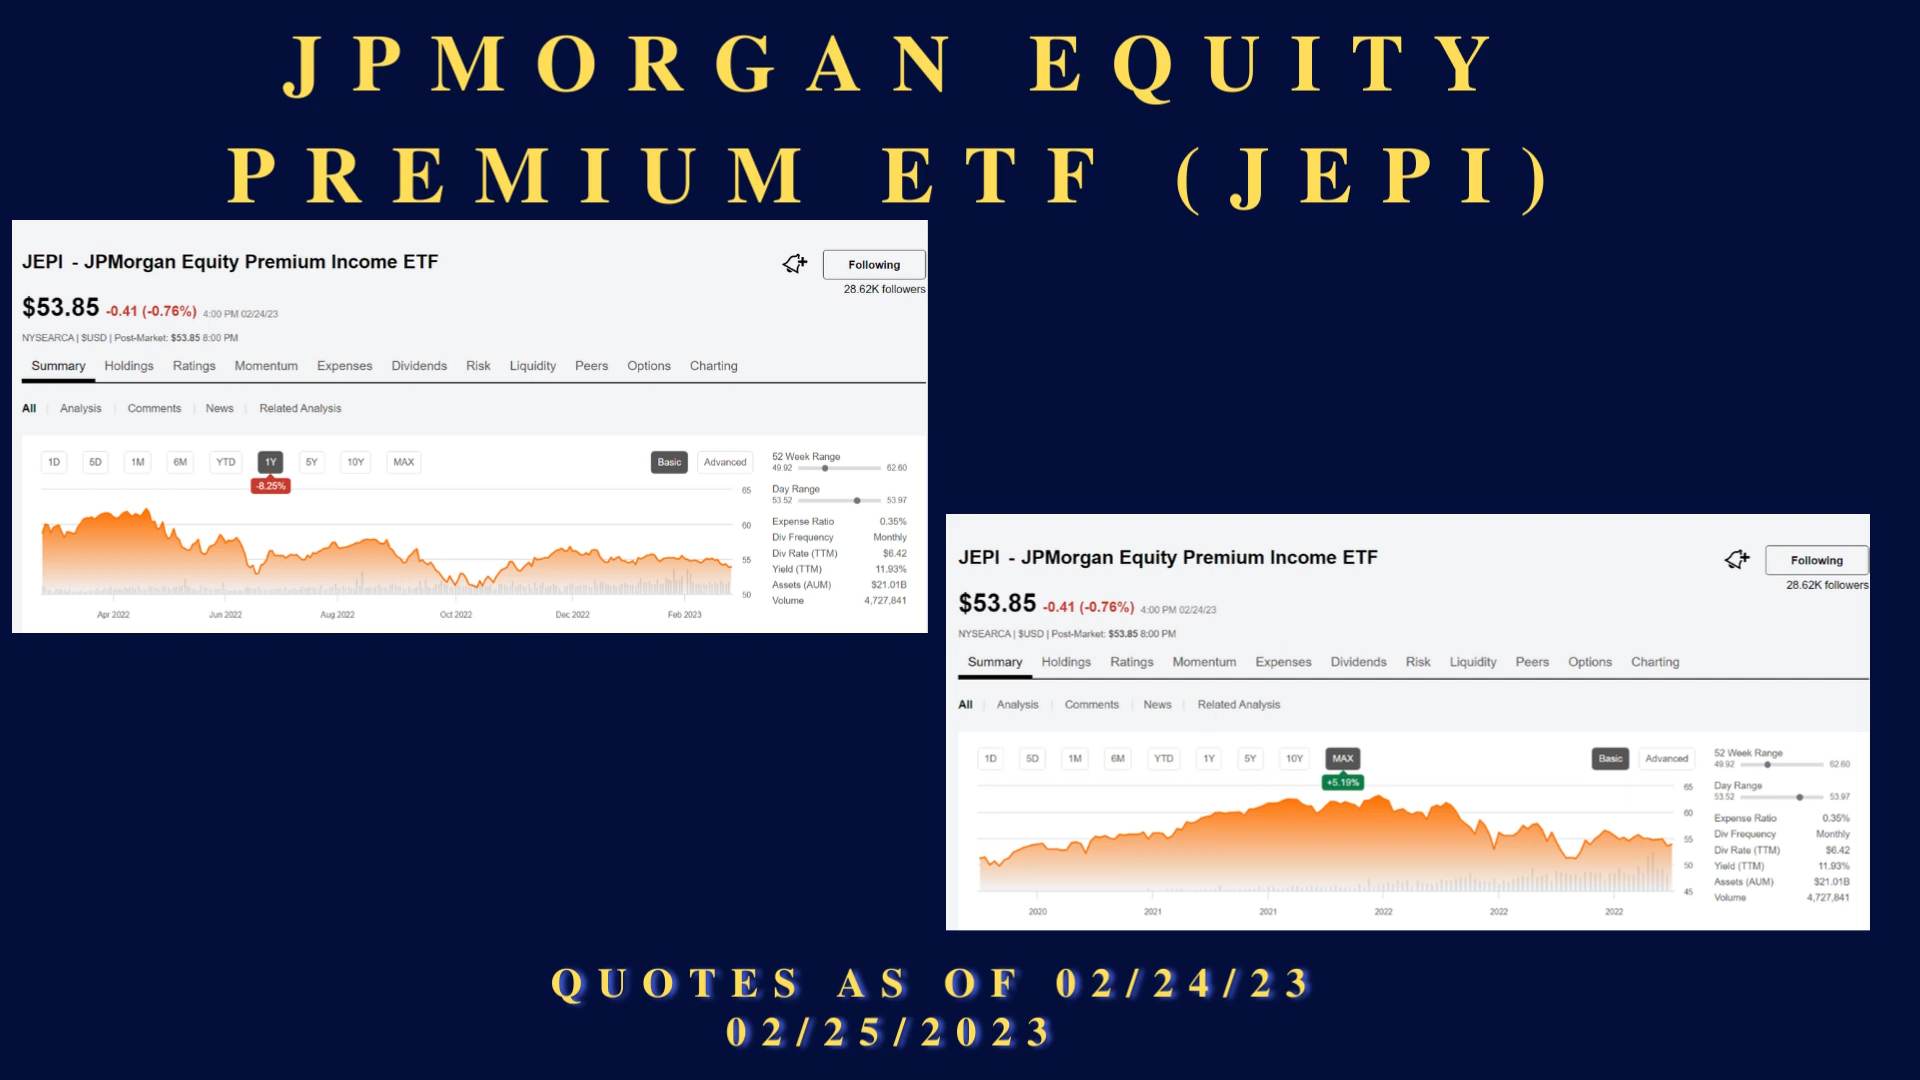 JPMORGAN EQUITY
PREMIUM ETF (JEPI)
JEPI - JPMorgan Equity Premium Income ETF
Following
28.62K followers
$53.85 -0.41 (-0.76%) 4:00 PM 02/24/23
NYSEARCA | $USD | Post-Market: $53.85 8:00 PM
Summary Holdings Ratings Momentum Expenses Dividends Risk Liquidity Peers Options Charting
All Analysis Comments News Related Analysis
1D 5D 1M 6M YTD 1Y 5Y 10Y MAX Basic Advanced
-8.25%
65
60
55
50
Apr 2022 Jun 2022 Aug 2022 Oct 2022 Dec 2022 Feb 2023
52 Week Range
49.92 62.60
Day Range
53.52 53.97
Expense Ratio 0.35%
Div Frequency Monthly
Div Rate (TTM) $6.42
Yield (TTM) 11.93%
Assets (AUM) $21.01B
Volume 4,727,841
JEPI - JPMorgan Equity Premium Income ETF
Following
28.62K followers
$53.85 -0.41 (-0.76%) 4:00 PM 02/24/23
NYSEARCA | $USD | Post-Market: $53.85 8:00 PM
Summary Holdings Ratings Momentum Expenses Dividends Risk Liquidity Peers Options Charting
All Analysis Comments News Related Analysis
1D 5D 1M 6M YTD 1Y 5Y 10Y MAX Basic Advanced
+5.19%
65
60
55
50
45
2020 2021 2021 2022 2022 2022
52 Week Range
49.92 62.60
Day Range
53.52 53.97
Expense Ratio 0.35%
Div Frequency Monthly
Div Rate (TTM) $6.42
Yield (TTM) 11.93%
Assets (AUM) $21.01B
Volume 4,727,841
QUOTES AS OF 02/24/23
02/25/2023